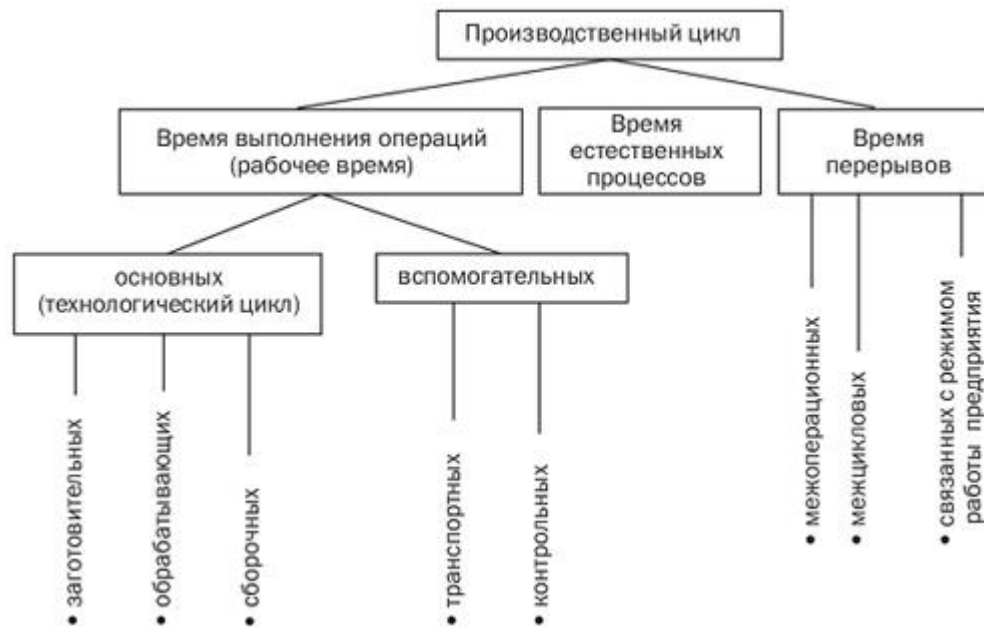 Производственный цикл
Время выполнения операций
(рабочее время)
Время
естественных
процессов
Время
перерывов
основных
(технологический цикл)
вспомогательных
• заготовительных
• обрабатывающих
• сборочных
• транспортных
• контрольных
• межоперационных
• межцикловых
• связанных с режимом
работы предприятия